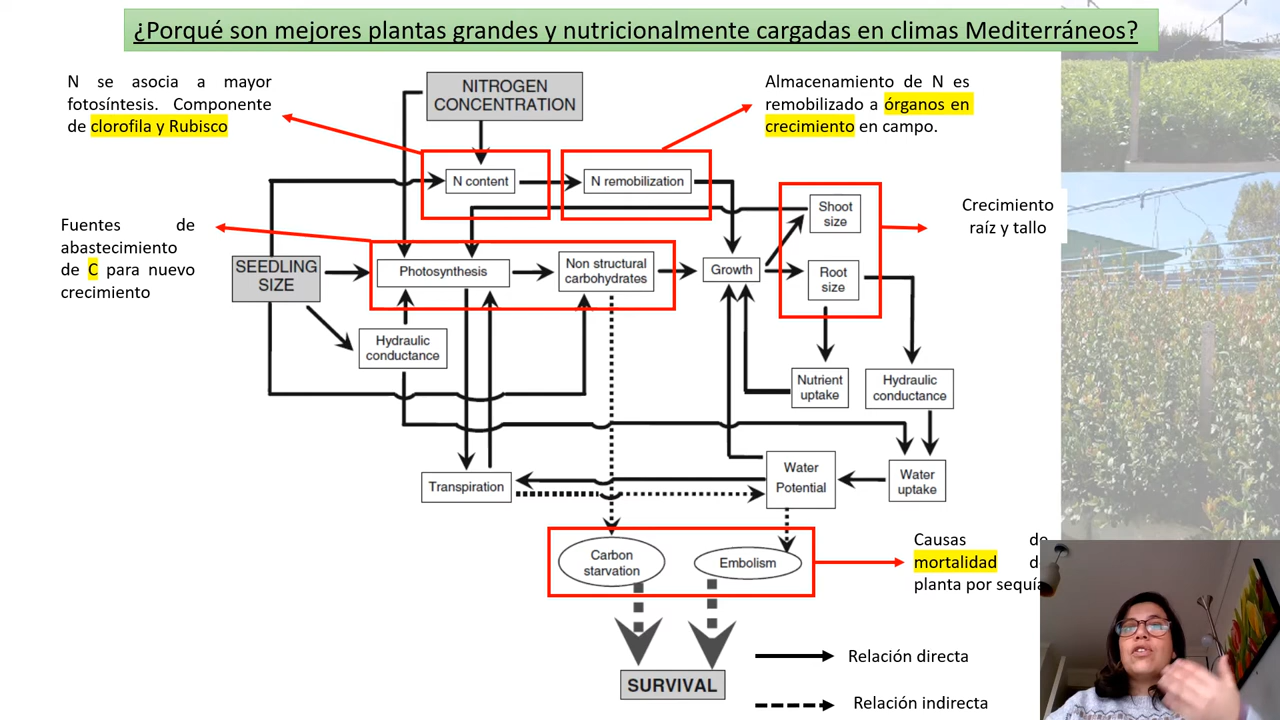 ¿Porqué son mejores plantas grandes y nutricionalmente cargadas en climas Mediterráneos?
N se asocia a mayor
fotosíntesis. Componente
de clorofila y Rubisco
NITROGEN
CONCENTRATION
Almacenamiento de N es
remobilizado a órganos en
crecimiento en campo.
N content
N remobilization
Shoot
size
Crecimiento
raíz y tallo
Fuentes de
abastecimiento
de C para nuevo
crecimiento
SEEDLING
SIZE
Photosynthesis
Non structural
carbohydrates
Growth
Root
size
Hydraulic
conductance
Nutrient
uptake
Hydraulic
conductance
Transpiration
Water
Potential
Water
uptake
Carbon
starvation
Embolism
Causas de
mortalidad d
planta por sequía
SURVIVAL
Relación directa
Relación indirecta